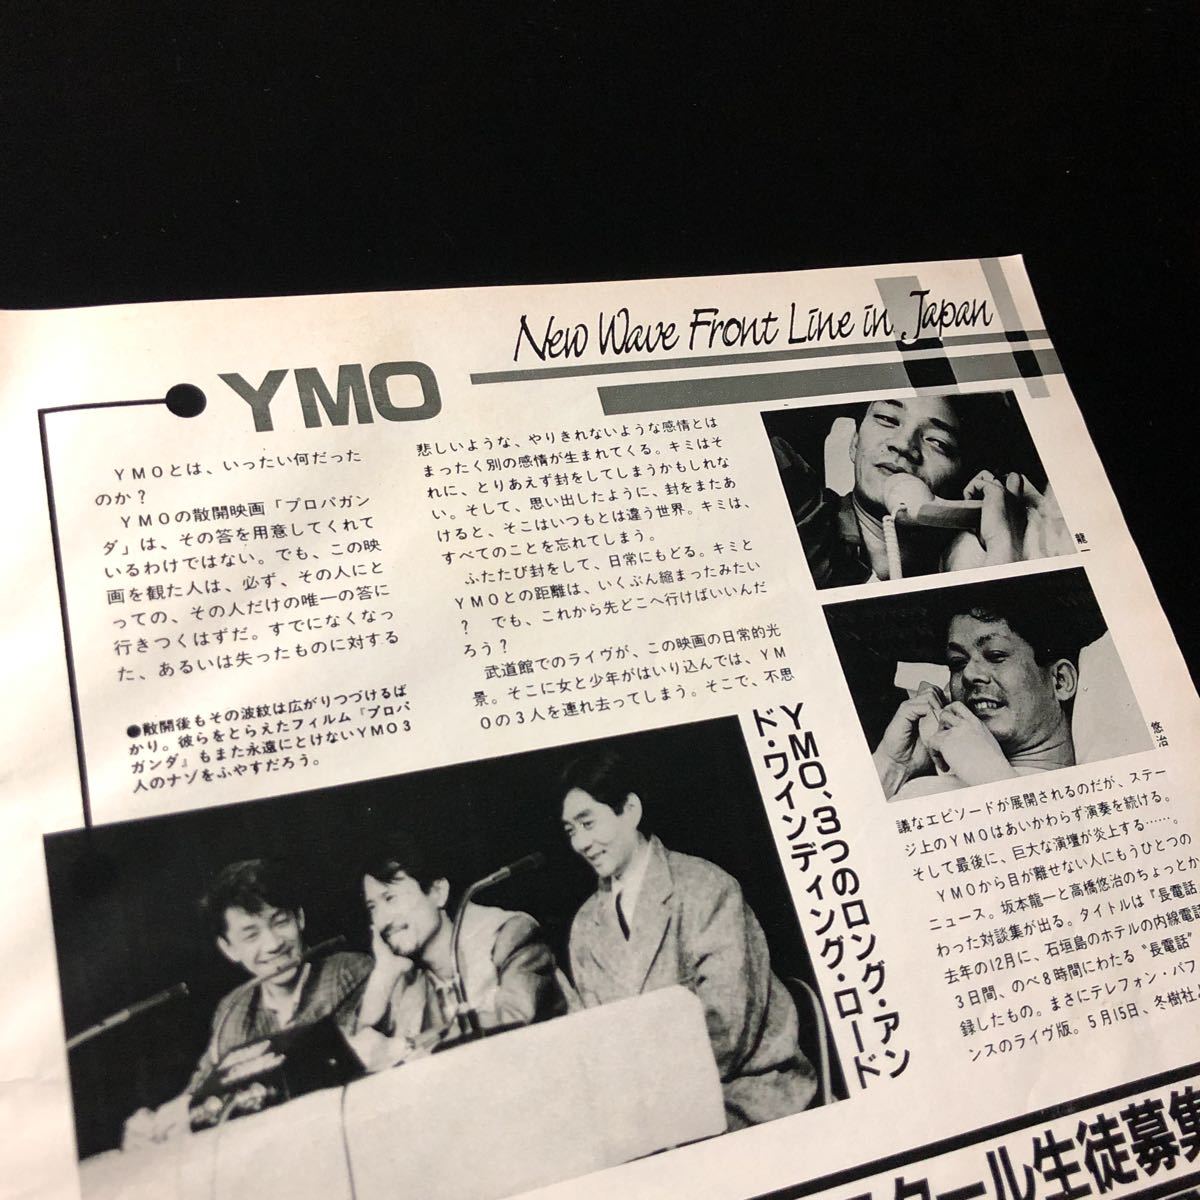 New Wave Front Line in Japan
YMO
YMOとは、いったい何だった
のか?
YMOの散開映画「プロパガン
ダ」は、その答を用意してくれて
いるわけではない。でも、この映
画を観た人は、必ず、その人にと
っての、その人だけの唯一の答に
行きつくはずだ。すでになくなっ
た、あるいは失ったものに対する
悲しいような、やりきれないような感情とは
まったく別の感情が生まれてくる。キミはそ
れに、とりあえず封をしてしまうかもしれな
い。そして、思い出したように、封をまたあ
けると、そこはいつもとは違う世界。キミは、
すべてのことを忘れてしまう。
ふたたび封をして、日常にもどる。キミと
YMOとの距離は、いくぶん縮まったみたい
? でも、これから先どこへ行けばいいんだ
ろう?
武道館でのライヴが、この映画の日常的光
景。そこに女と少年がはいり込んでは、YM
Oの3人を連れ去ってしまう。そこで、不思
議なエピソードが展開されるのだが、ステー
ジ上のYMOはあいかわらず演奏を続ける。
そして最後に、巨大な演壇が炎上する……。
YMOから目が離せない人にもうひとつの
ニュース。坂本龍一と高橋悠治のちょっとか
わった対談集が出る。タイトルは『長電話
去年の12月に、石垣島のホテルの内線電話
3日間、のべ8時間にわたる“長電話”
録したもの。まさにテレフォン・パフ
ンスのライヴ版。5月15日、冬樹社
龍一
悠治
●散開後もその波紋は広がりつづけるば
かり。彼らをとらえたフィルム『プロパ
ガンダ』もまた永遠にとけないYMO3
人のナゾをふやすだろう。
YMO、3つのロング・アン
ド・ワインディング・ロード
クール生徒募集